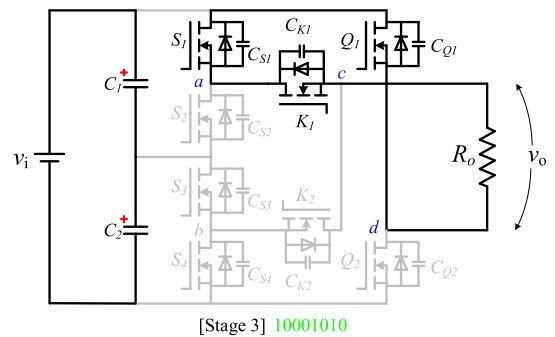 S1
CS1
CK1
Q1
CQ1
C1
a
c
K1
S2
CS2
vi
Ro
vo
S3
CS3
K2
C2
b
d
S4
CS4
CK2
Q2
CQ2
[Stage 3] 10001010